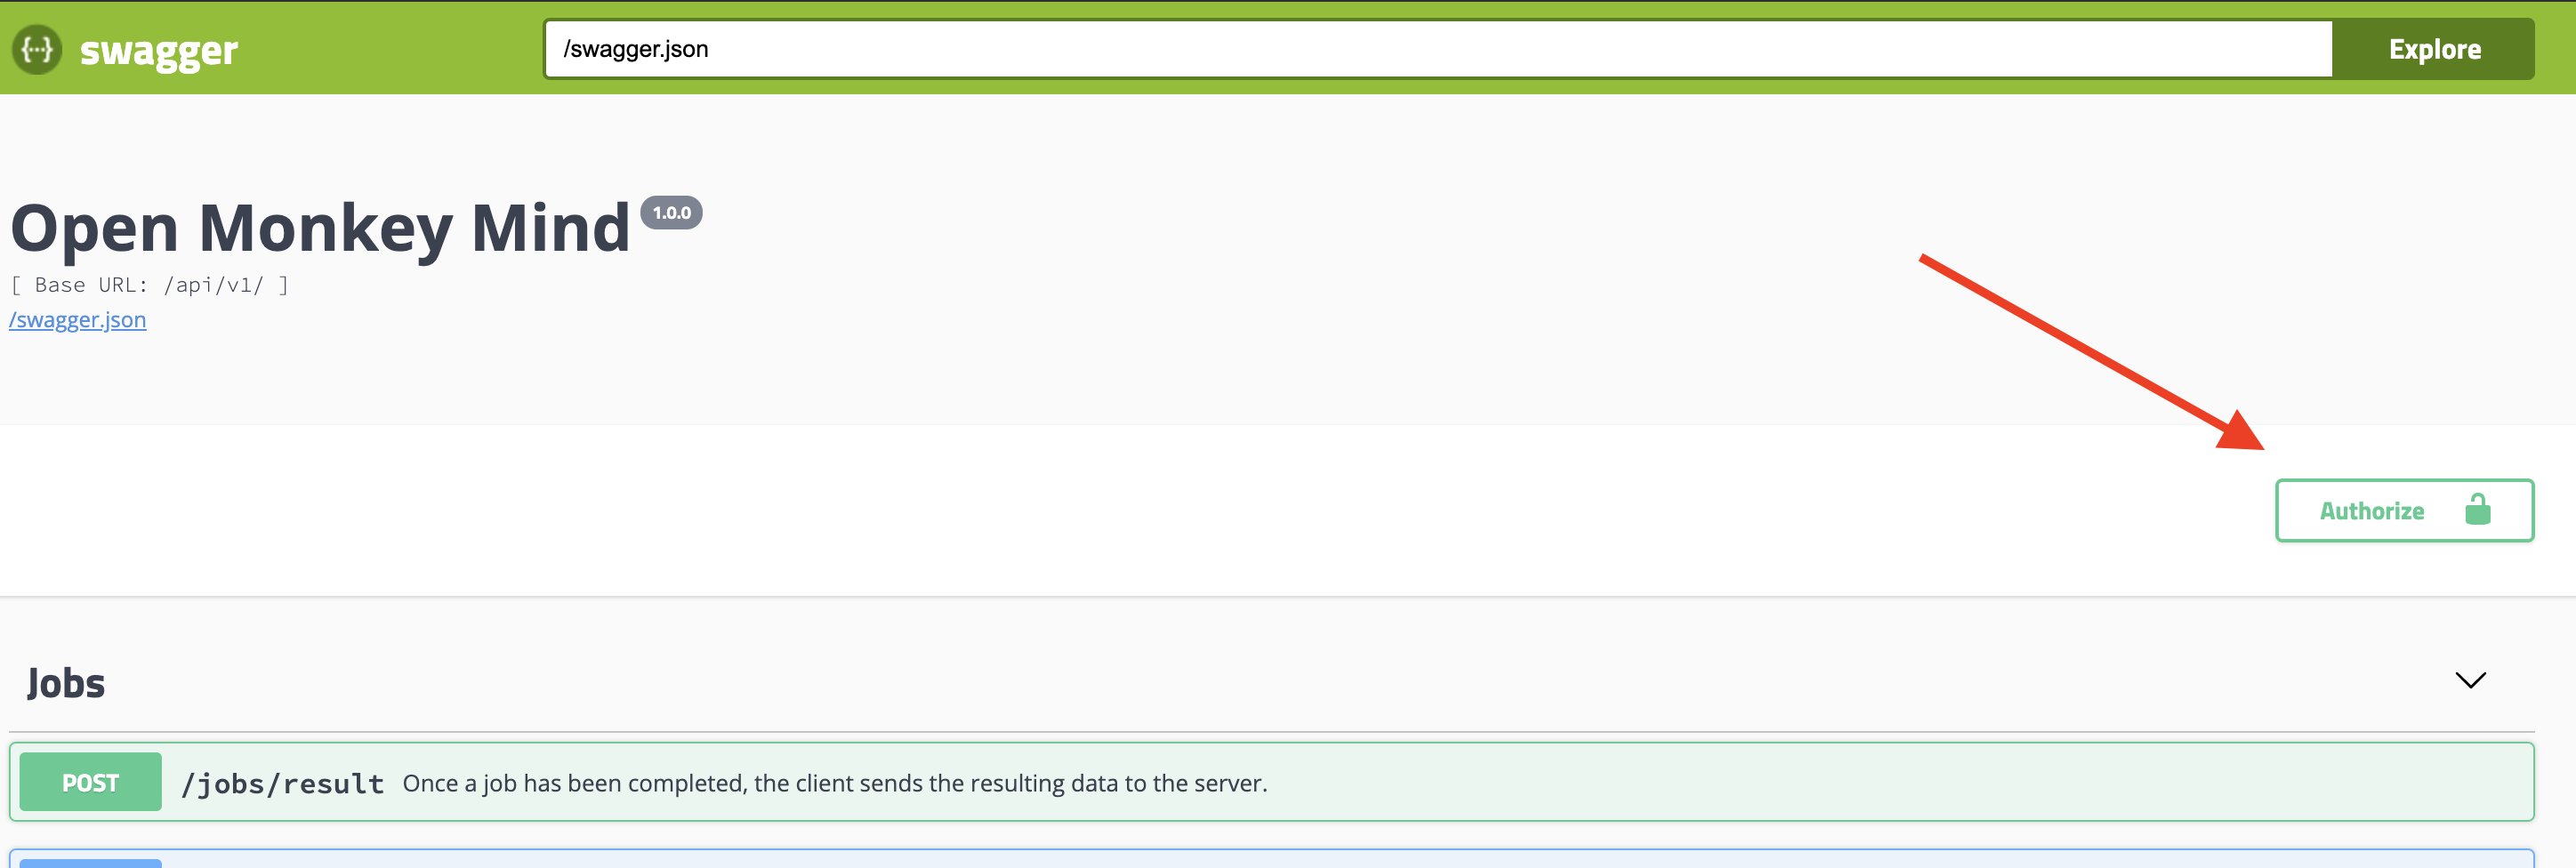 {...} swagger
/swagger.json
Explore
Open Monkey Mind 1.0.0
[ Base URL: /api/v1/ ]
/swagger.json
Authorize
Jobs
POST /jobs/result Once a job has been completed, the client sends the resulting data to the server.